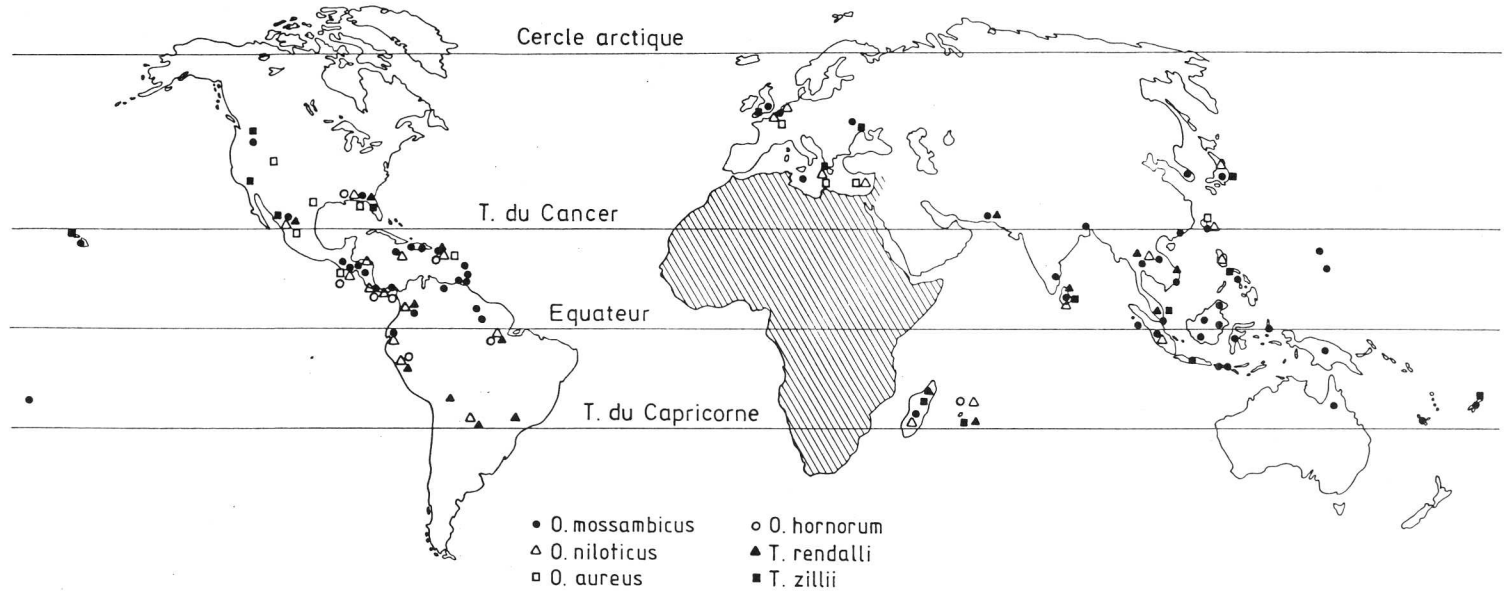 Cercle arctique
T. du Cancer
Equateur
T. du Capricorne
O. mossambicus
O. niloticus
O. aureus
O. hornorum
T. rendalli
T. zillii